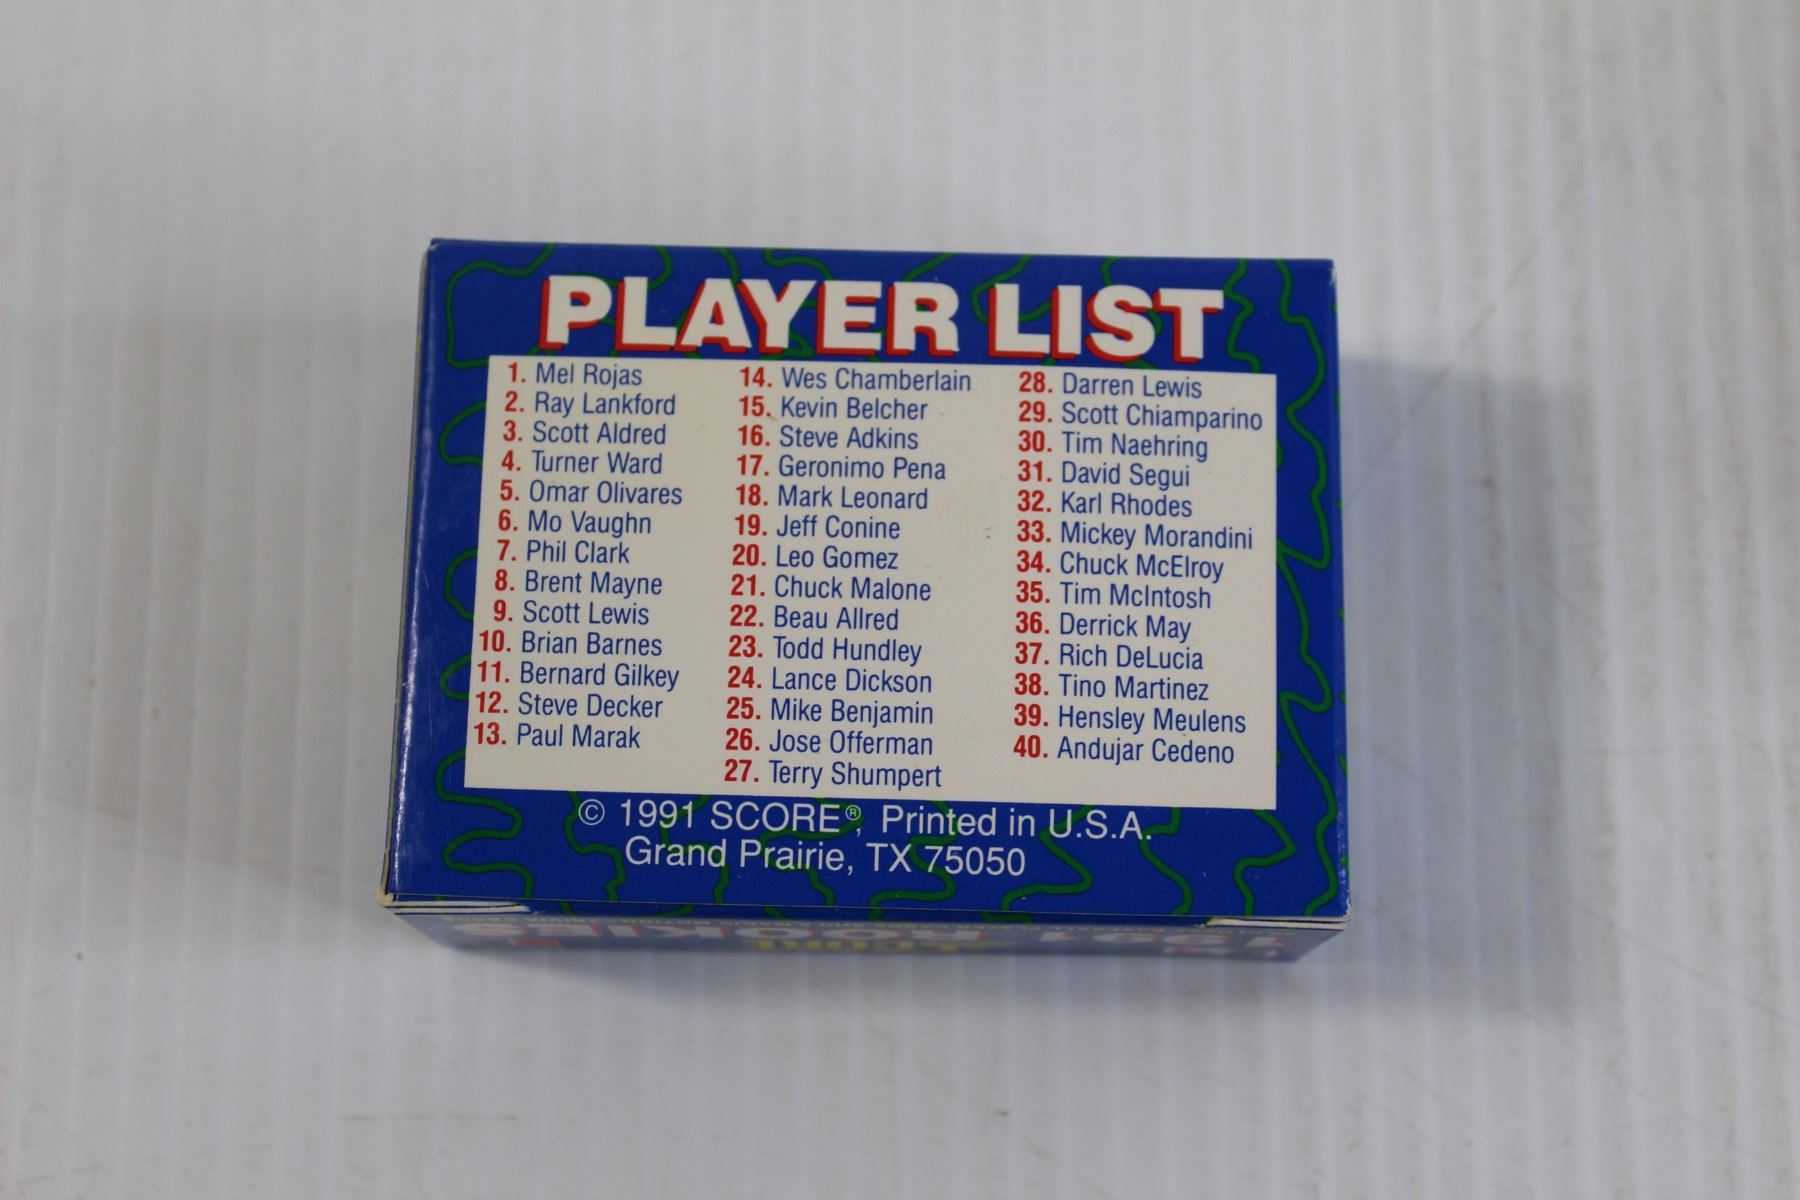 PLAYER LIST
1. Mel Rojas
2. Ray Lankford
3. Scott Aldred
4. Turner Ward
5. Omar Olivares
6. Mo Vaughn
7. Phil Clark
8. Brent Mayne
9. Scott Lewis
10. Brian Barnes
11. Bernard Gilkey
12. Steve Decker
13. Paul Marak
14. Wes Chamberlain
15. Kevin Belcher
16. Steve Adkins
17. Geronimo Pena
18. Mark Leonard
19. Jeff Conine
20. Leo Gomez
21. Chuck Malone
22. Beau Allred
23. Todd Hundley
24. Lance Dickson
25. Mike Benjamin
26. Jose Offerman
27. Terry Shumpert
28. Darren Lewis
29. Scott Chiamparino
30. Tim Naehring
31. David Segui
32. Karl Rhodes
33. Mickey Morandini
34. Chuck McElroy
35. Tim McIntosh
36. Derrick May
37. Rich DeLucia
38. Tino Martinez
39. Hensley Meulens
40. Andujar Cedeno
© 1991 SCORE®, Printed in U.S.A.
Grand Prairie, TX 75050
SCORE
1991 ROOKIES